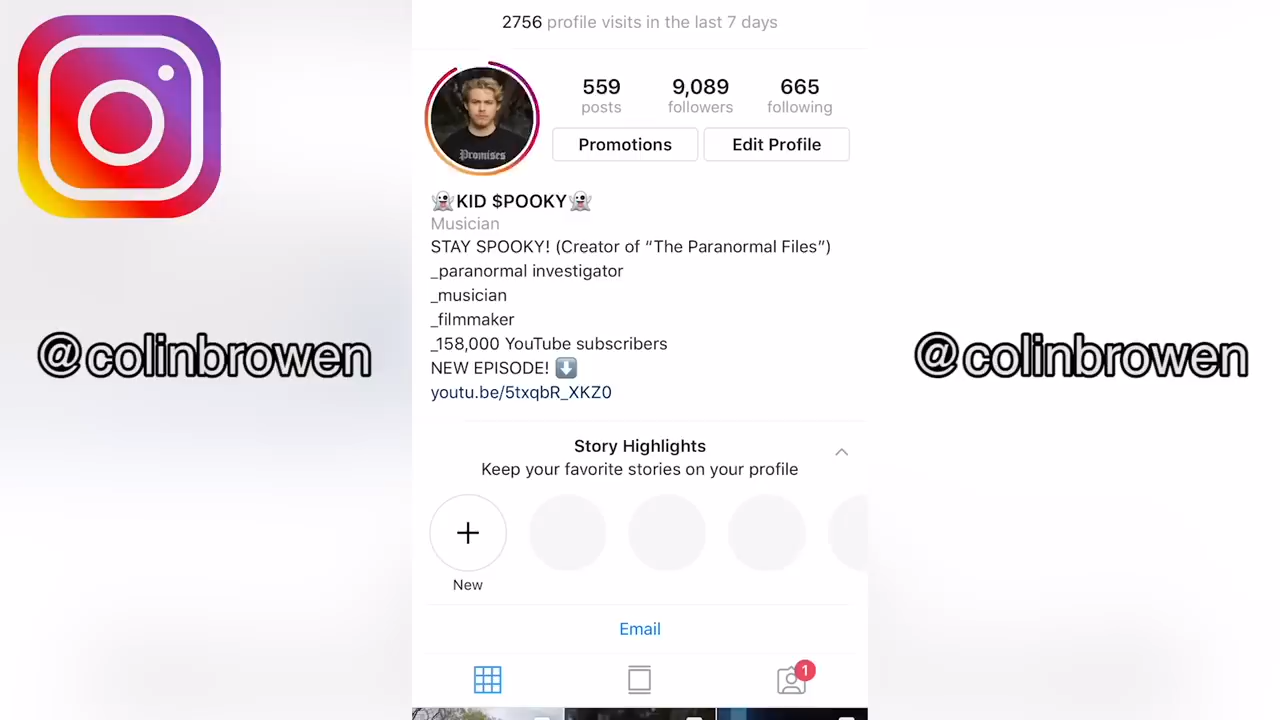 2756 profile visits in the last 7 days
559 9,089 665
posts followers following
Promises
Promotions Edit Profile
👻KID $POOKY👻
Musician
STAY SPOOKY! (Creator of “The Paranormal Files”)
_paranormal investigator
_musician
_filmmaker
_158,000 YouTube subscribers
NEW EPISODE! ⬇️
youtu.be/5txqbR_XKZ0
@colinbrowen
@colinbrowen
Story Highlights
Keep your favorite stories on your profile
New
Email
1